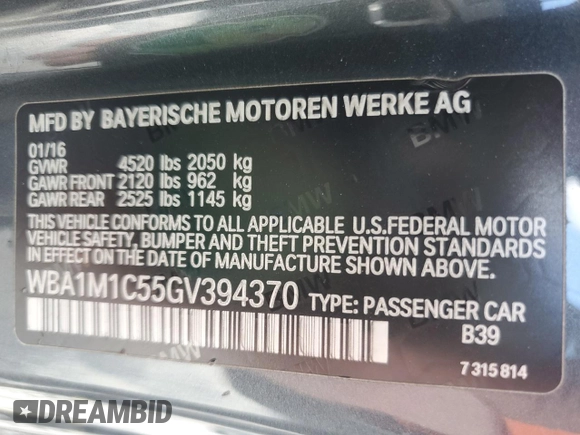 MFD BY BAYERISCHE MOTOREN WERKE AG
01/16
GVWR 4520 lbs 2050 kg
GAWR FRONT 2120 lbs 962 kg
GAWR REAR 2525 lbs 1145 kg
THIS VEHICLE CONFORMS TO ALL APPLICABLE U.S.FEDERAL MOTOR
VEHICLE SAFETY, BUMPER AND THEFT PREVENTION STANDARDS
IN EFFECT ON THE DATE OF MANUFACTURE SHOWN ABOVE.
WBA1M1C55GV394370 TYPE: PASSENGER CAR
B39
7 315 814
DREAMBID